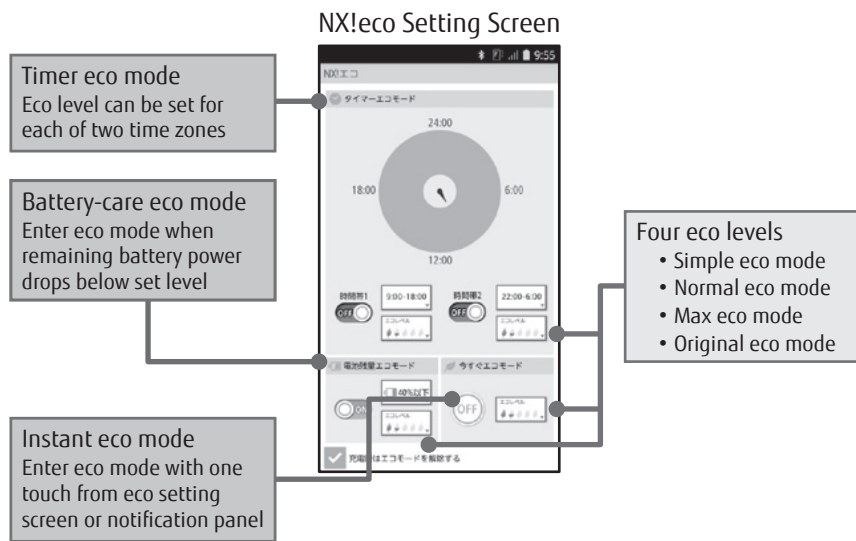 NX!eco Setting Screen
9:55
NX!エコ
タイマーエコモード
24:00
18:00
6:00
12:00
時間帯1
OFF
9:00-18:00
エコレベル
時間帯2
OFF
22:00-6:00
エコレベル
電池残量エコモード
ON
40%以下
エコレベル
今すぐエコモード
OFF
エコレベル
充電中はエコモードを解除する
Timer eco mode
Eco level can be set for
each of two time zones
Battery-care eco mode
Enter eco mode when
remaining battery power
drops below set level
Instant eco mode
Enter eco mode with one
touch from eco setting
screen or notification panel
Four eco levels
• Simple eco mode
• Normal eco mode
• Max eco mode
• Original eco mode